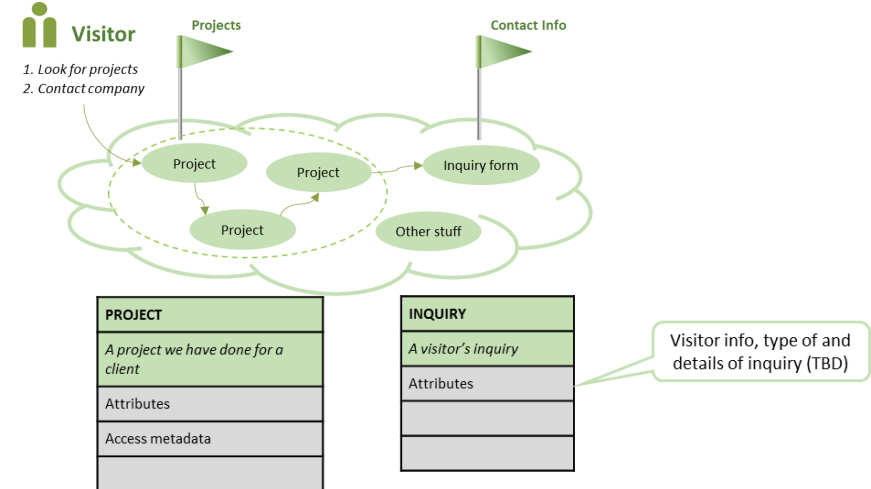 Visitor
1. Look for projects
2. Contact company
Projects
Contact Info
Project
Project
Project
Inquiry form
Other stuff
PROJECT
A project we have done for a
client
Attributes
Access metadata
INQUIRY
A visitor's inquiry
Attributes
Visitor info, type of and
details of inquiry (TBD)